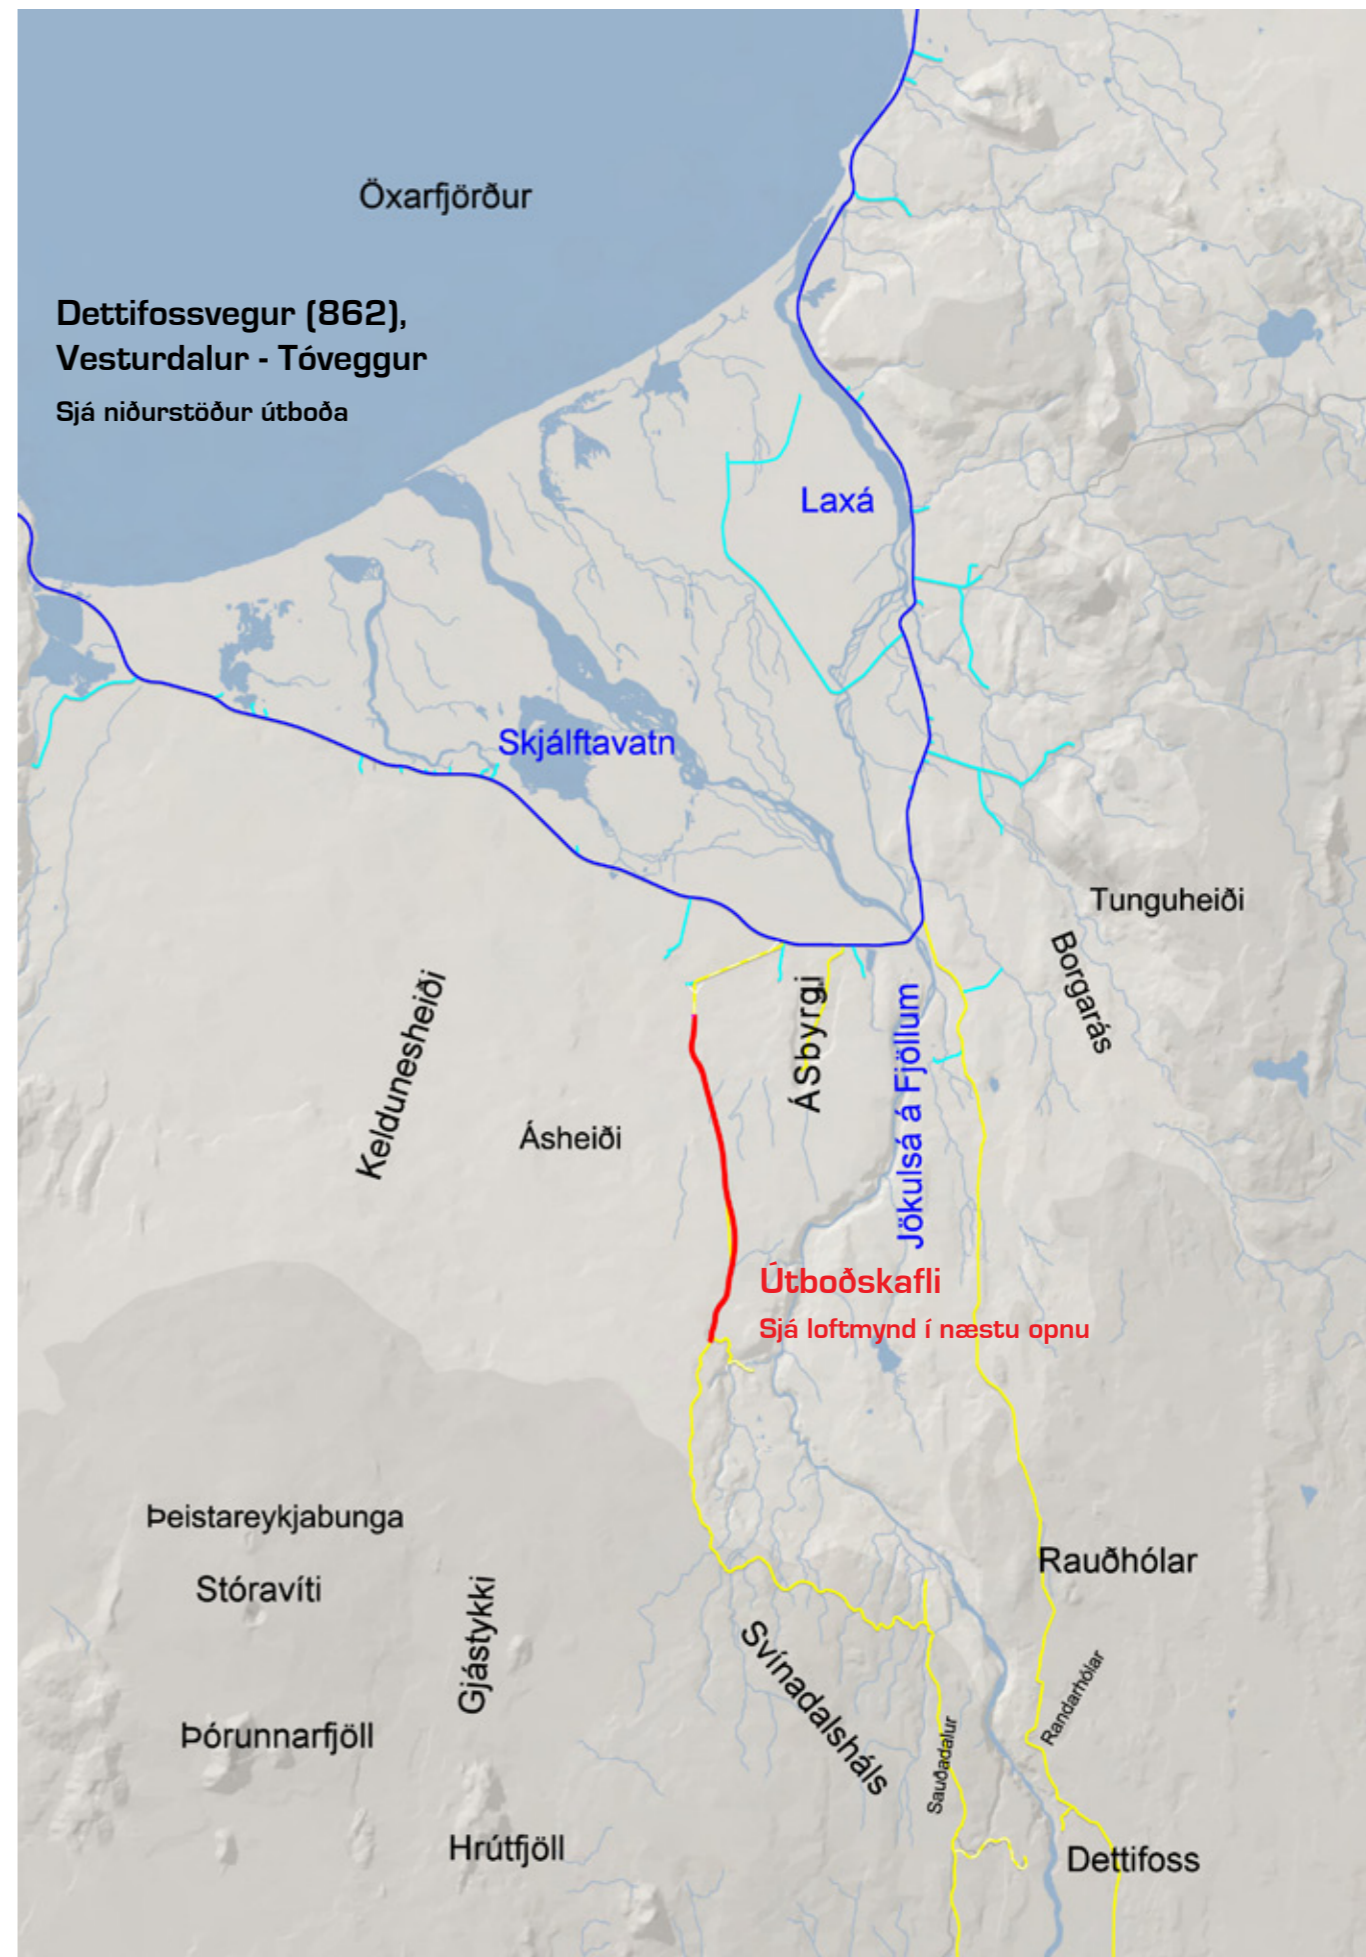 Öxarfjörður
Dettifossvegur (862),
Vesturdalur - Tóveggur
Sjá niðurstöður útboða
Laxá
Skjálftavatn
Tunguheiði
Borgarás
Keldunesheiði
ÁSbyrgi
Jökulsá á Fjöllum
Ásheiði
Útboðskafli
Sjá loftmynd í næstu opnu
Þeistareykjabunga
Rauðhólar
Stóravíti
Gjástykki
Svínadalsháls
Randarhólar
Sauðadalur
Þórunnarfjöll
Hrútfjöll
Dettifoss